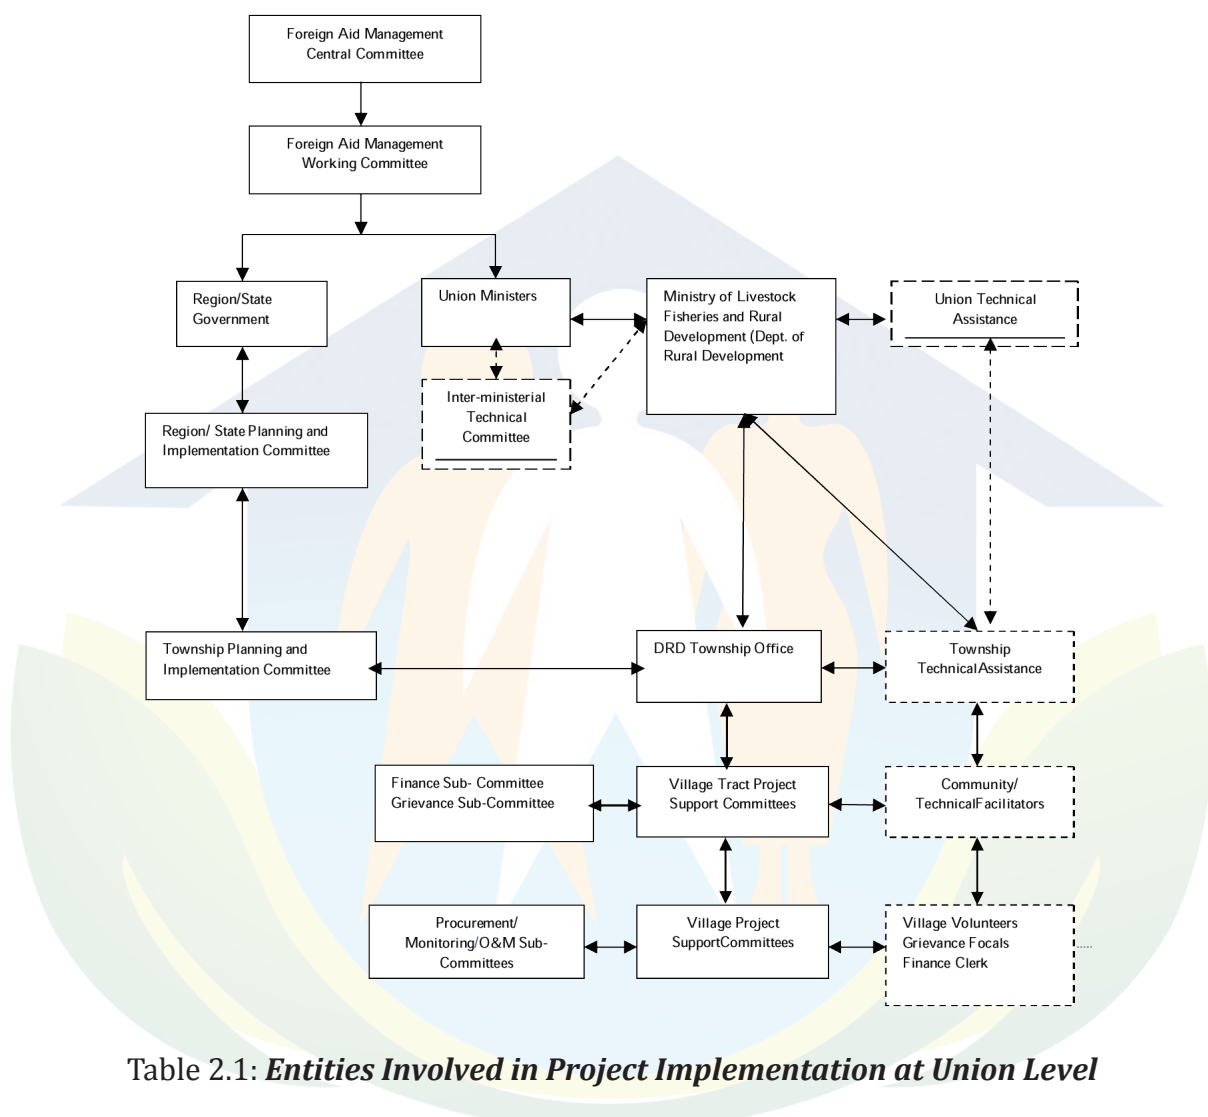 Foreign Aid Management
Central Committee
Foreign Aid Management
Working Committee
Region/State
Government
Union Ministers
Ministry of Livestock
Fisheries and Rural
Development (Dept. of
Rural Development
Union Technical
Assistance
Inter-ministerial
Technical
Committee
Region/ State Planning and
Implementation Committee
Township Planning and
Implementation Committee
DRD Township Office
Township
TechnicalAssistance
Finance Sub- Committee
Grievance Sub-Committee
Village Tract Project
Support Committees
Community/
TechnicalFacilitators
Procurement/
Monitoring/O&M Sub-
Committees
Village Project
SupportCommittees
Village Volunteers
Grievance Focals
Finance Clerk
Table 2.1: Entities Involved in Project Implementation at Union Level